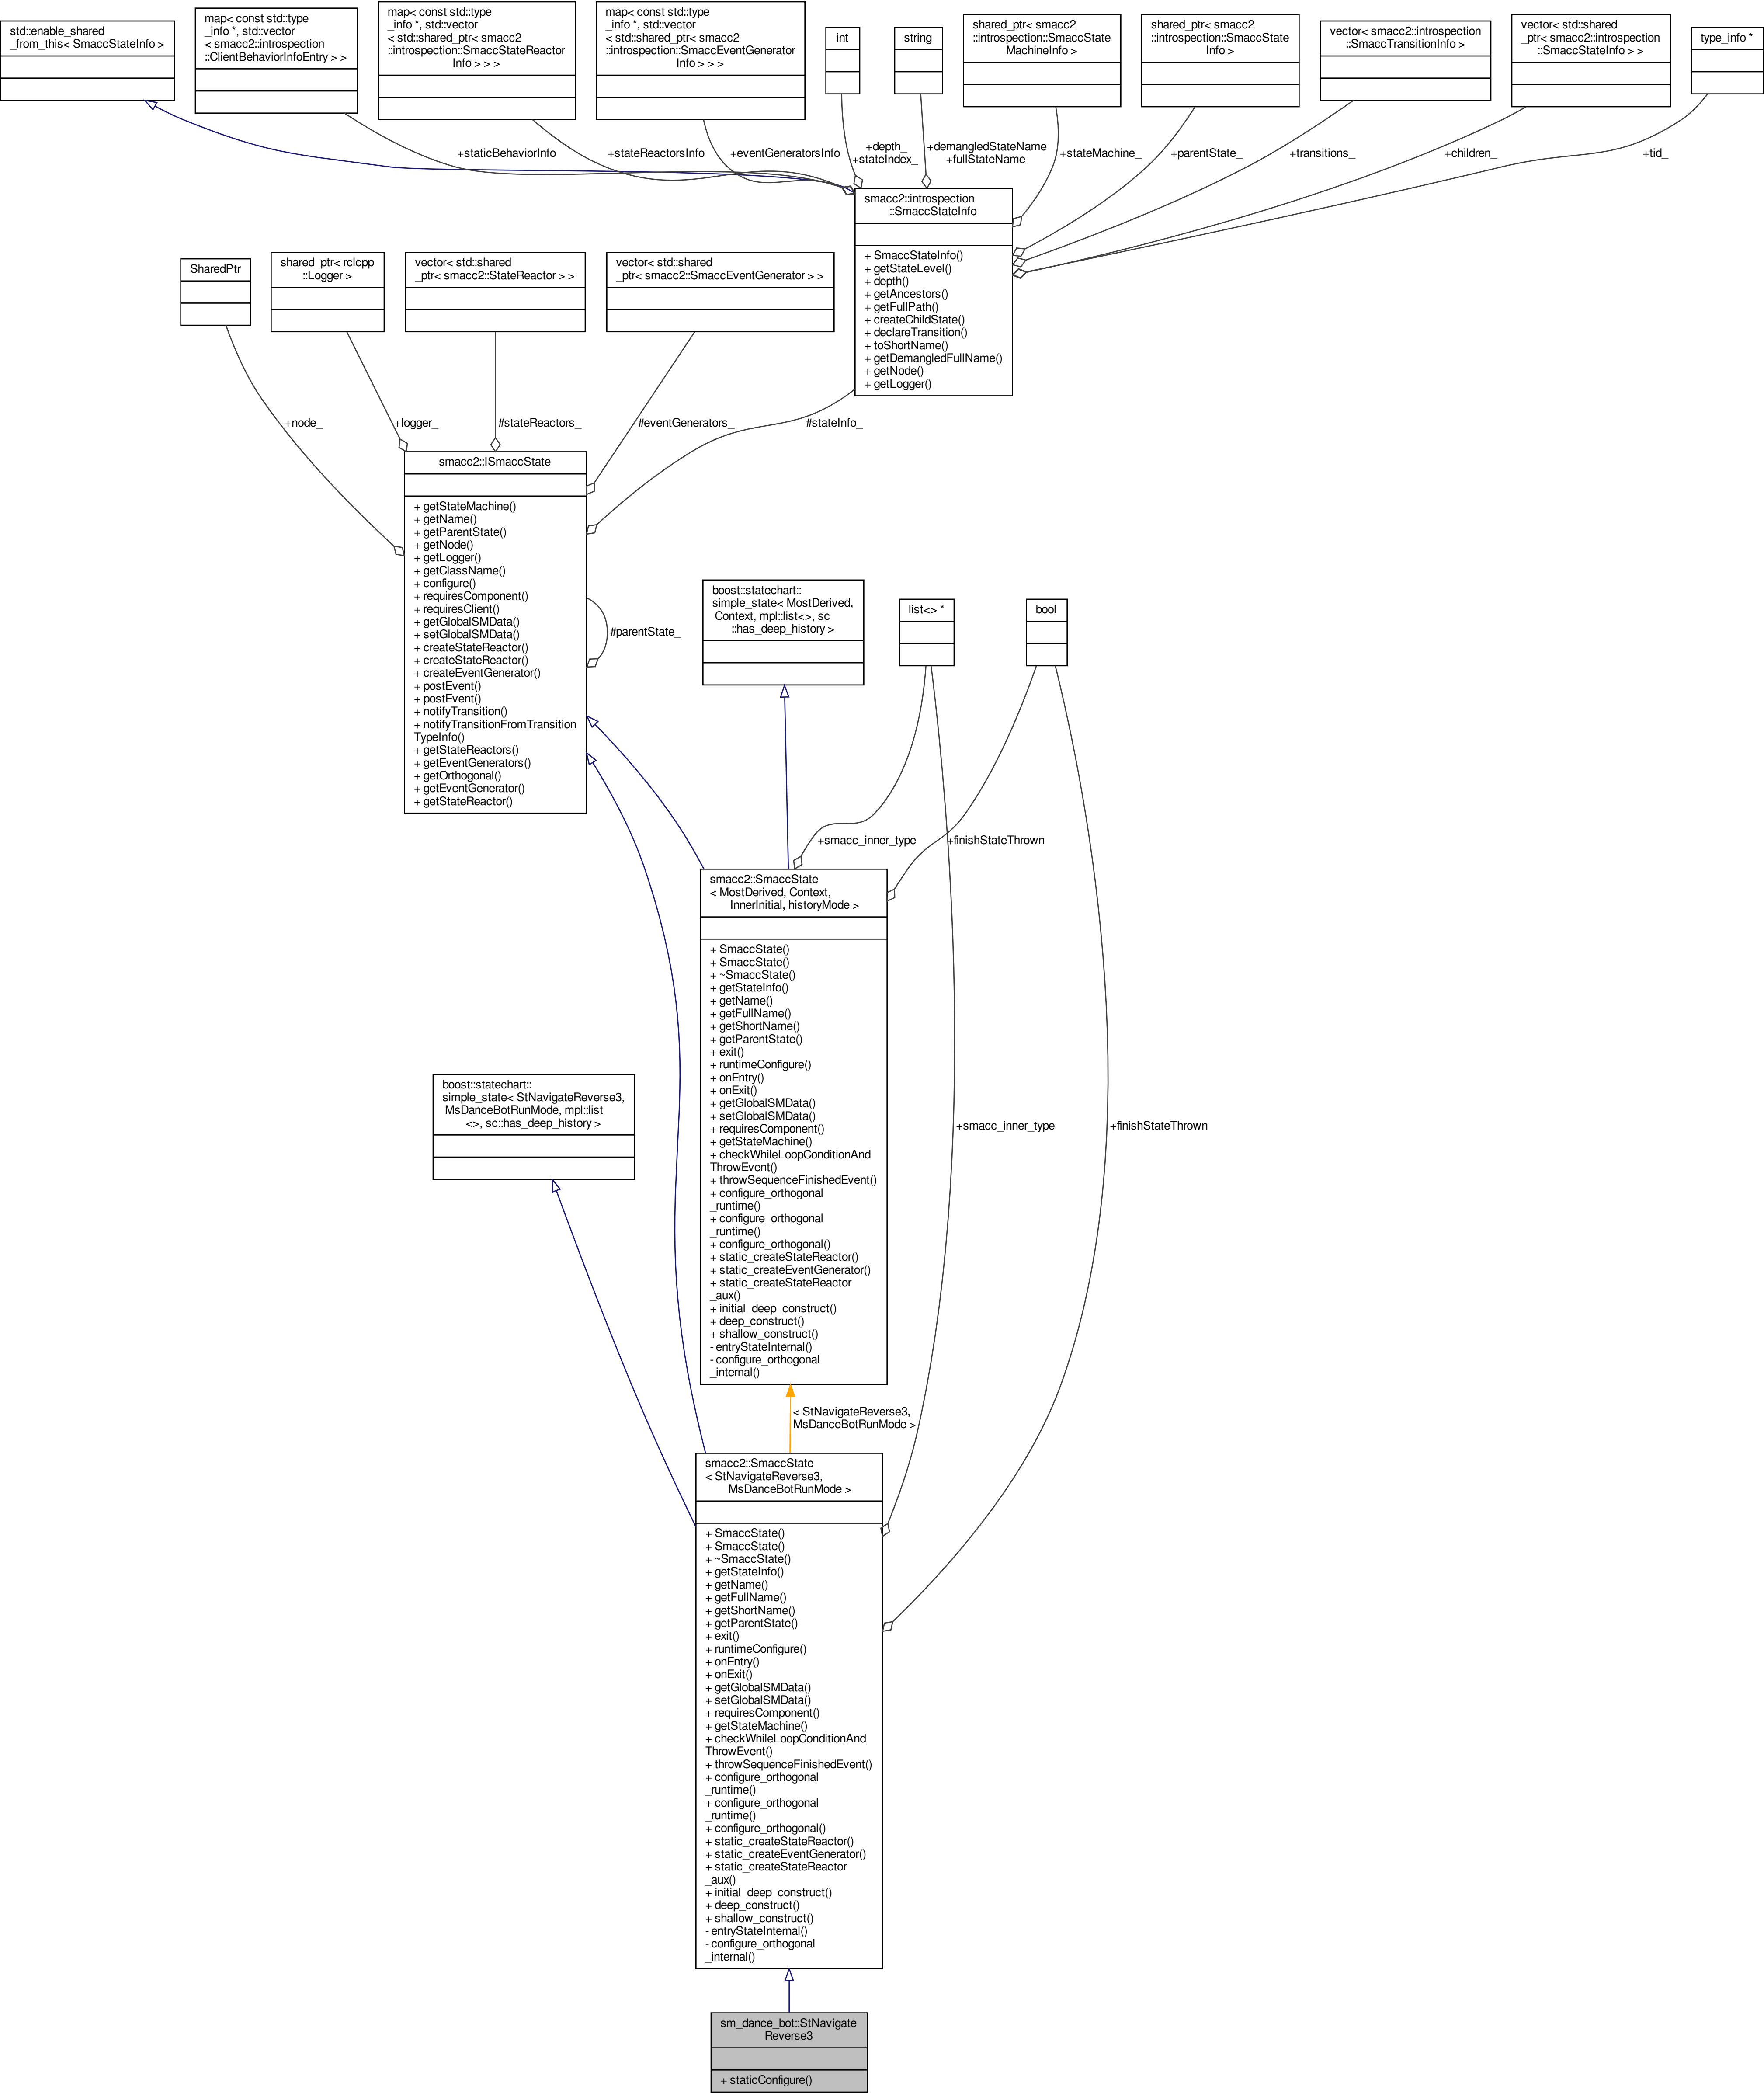 std::enable_shared
_from_this< SmaccStateInfo >
map< const std::type
_info *, std::vector
< smacc2::introspection
::ClientBehaviorInfoEntry > >
map< const std::type
_info *, std::vector
< std::shared_ptr< smacc2
::introspection::SmaccStateReactor
Info > > >
map< const std::type
_info *, std::vector
< std::shared_ptr< smacc2
::introspection::SmaccEventGenerator
Info > > >
int
string
shared_ptr< smacc2
::introspection::SmaccState
MachineInfo >
shared_ptr< smacc2
::introspection::SmaccState
Info >
vector< smacc2::introspection
::SmaccTransitionInfo >
vector< std::shared
_ptr< smacc2::introspection
::SmaccStateInfo > >
type_info *
+staticBehaviorInfo
+stateReactorsInfo
+eventGeneratorsInfo
+depth_
+stateIndex_
+demangledStateName
+fullStateName
+stateMachine_
+parentState_
+transitions_
+children_
+tid_
smacc2::introspection
::SmaccStateInfo
+ SmaccStateInfo()
+ getStateLevel()
+ depth()
+ getAncestors()
+ getFullPath()
+ createChildState()
+ declareTransition()
+ toShortName()
+ getDemangledFullName()
+ getNode()
+ getLogger()
SharedPtr
shared_ptr< rclcpp
::Logger >
vector< std::shared
_ptr< smacc2::StateReactor > >
vector< std::shared
_ptr< smacc2::SmaccEventGenerator > >
+node_
+logger_
#stateReactors_
#eventGenerators_
#stateInfo_
smacc2::ISmaccState
+ getStateMachine()
+ getName()
+ getParentState()
+ getNode()
+ getLogger()
+ getClassName()
+ configure()
+ requiresComponent()
+ requiresClient()
+ getGlobalSMData()
+ setGlobalSMData()
+ createStateReactor()
+ createStateReactor()
+ createEventGenerator()
+ postEvent()
+ postEvent()
+ notifyTransition()
+ notifyTransitionFromTransition
TypeInfo()
+ getStateReactors()
+ getEventGenerators()
+ getOrthogonal()
+ getEventGenerator()
+ getStateReactor()
#parentState_
boost::statechart::
simple_state< MostDerived,
Context, mpl::list<>, sc
::has_deep_history >
list<> *
bool
+smacc_inner_type
+finishStateThrown
smacc2::SmaccState
< MostDerived, Context,
InnerInitial, historyMode >
+ SmaccState()
+ SmaccState()
+ ~SmaccState()
+ getStateInfo()
+ getName()
+ getFullName()
+ getShortName()
+ getParentState()
+ exit()
+ runtimeConfigure()
+ onEntry()
+ onExit()
+ getGlobalSMData()
+ setGlobalSMData()
+ requiresComponent()
+ getStateMachine()
+ checkWhileLoopConditionAnd
ThrowEvent()
+ throwSequenceFinishedEvent()
+ configure_orthogonal
_runtime()
+ configure_orthogonal
_runtime()
+ configure_orthogonal()
+ static_createStateReactor()
+ static_createEventGenerator()
+ static_createStateReactor
_aux()
+ initial_deep_construct()
+ deep_construct()
+ shallow_construct()
- entryStateInternal()
- configure_orthogonal
_internal()
boost::statechart::
simple_state< StNavigateReverse3,
MsDanceBotRunMode, mpl::list
<>, sc::has_deep_history >
+smacc_inner_type
+finishStateThrown
< StNavigateReverse3,
MsDanceBotRunMode >
smacc2::SmaccState
< StNavigateReverse3,
MsDanceBotRunMode >
+ SmaccState()
+ SmaccState()
+ ~SmaccState()
+ getStateInfo()
+ getName()
+ getFullName()
+ getShortName()
+ getParentState()
+ exit()
+ runtimeConfigure()
+ onEntry()
+ onExit()
+ getGlobalSMData()
+ setGlobalSMData()
+ requiresComponent()
+ getStateMachine()
+ checkWhileLoopConditionAnd
ThrowEvent()
+ throwSequenceFinishedEvent()
+ configure_orthogonal
_runtime()
+ configure_orthogonal
_runtime()
+ configure_orthogonal()
+ static_createStateReactor()
+ static_createEventGenerator()
+ static_createStateReactor
_aux()
+ initial_deep_construct()
+ deep_construct()
+ shallow_construct()
- entryStateInternal()
- configure_orthogonal
_internal()
sm_dance_bot::StNavigate
Reverse3
+ staticConfigure()